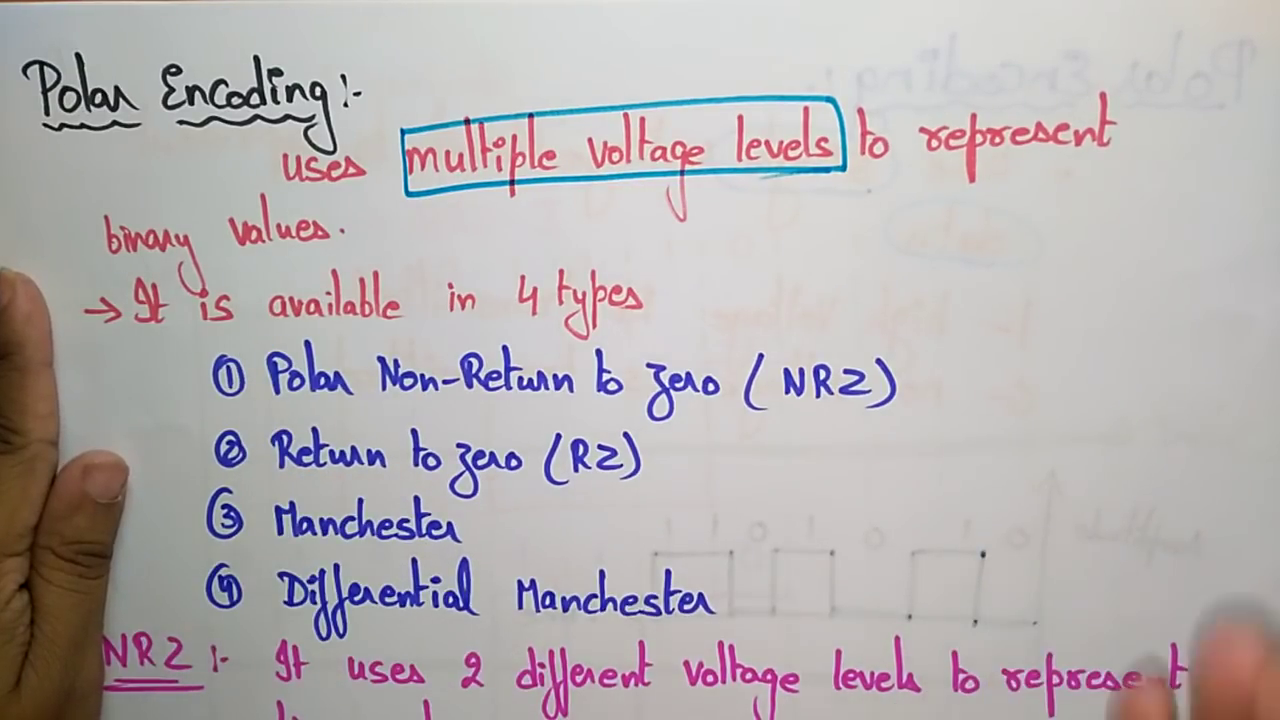 Polar Encoding :-
uses multiple voltage levels to represent
binary values.
→ It is available in 4 types
① Polar Non-Return to Zero (NRZ)
② Return to zero (RZ)
③ Manchester
④ Differential Manchester
NRZ :- It uses 2 different voltage levels to represent